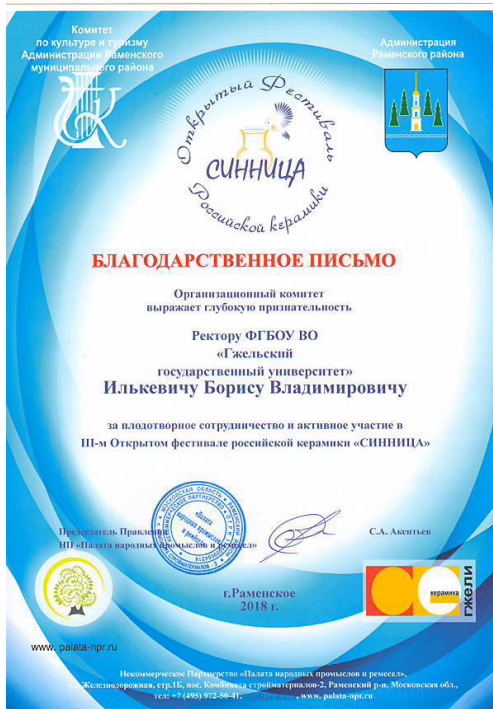 Комитет
по культуре и туризму
Администрации Раменского
муниципального района
Администрация
Раменского района
Открытый Фестиваль
СИННИЦА
Российской керамики
БЛАГОДАРСТВЕННОЕ ПИСЬМО
Организационный комитет
выражает глубокую признательность
Ректору ФГБОУ ВО
«Гжельский
государственный университет»
Илькевичу Борису Владимировичу
за плодотворное сотрудничество и активное участие в
III-м Открытом фестивале российской керамики «СИННИЦА»
Председатель Правления
НП «Палата народных промыслов и ремесел»
С.А. Акентьев
«Палата
народных промыслов
и ремесел»
г.Раменское
2018 г.
керамика
гжели
www. palata-npr.ru
Некоммерческое Партнерство «Палата народных промыслов и ремесел»,
Железнодорожная, стр.1Б, пос. Комбината стройматериалов-2, Раменский р-н, Московская обл.,
тел: +7 (495) 972-50-41, , www. palata-npr.ru